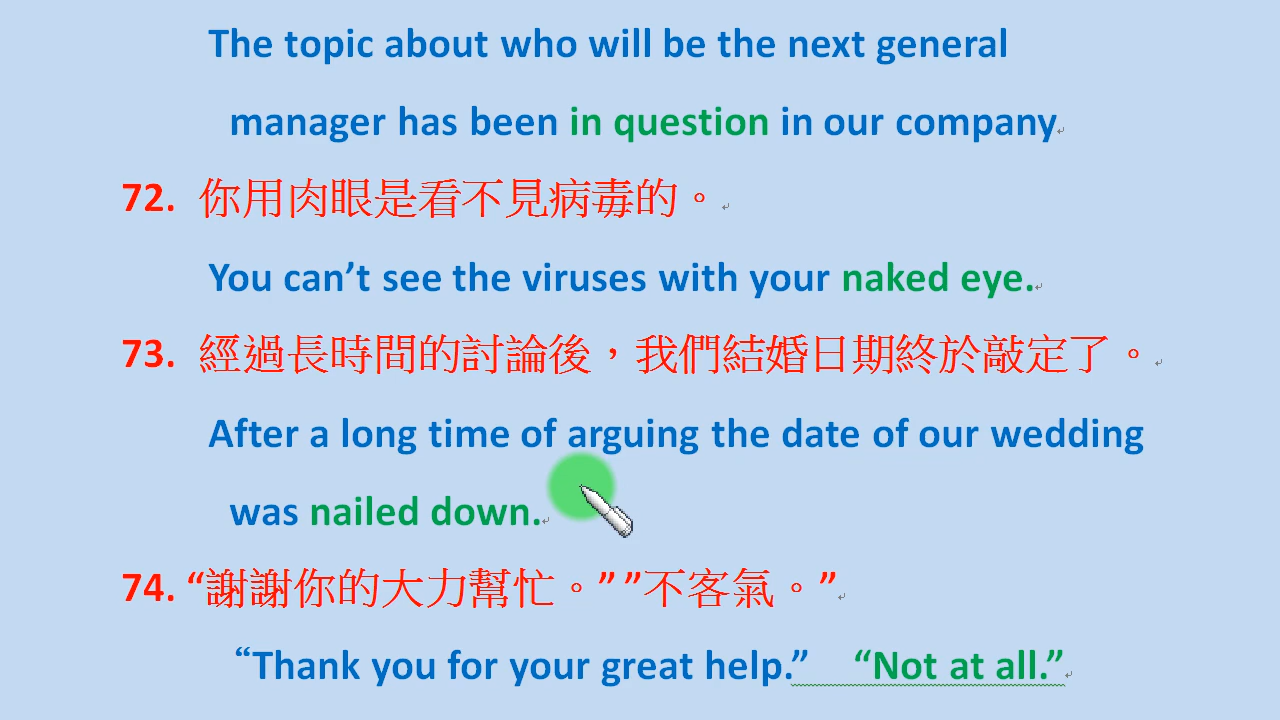 The topic about who will be the next general
manager has been in question in our company
72. 你用肉眼是看不見病毒的。
You can’t see the viruses with your naked eye.
73. 經過長時間的討論後，我們結婚日期終於敲定了。
After a long time of arguing the date of our wedding
was nailed down.
74. “謝謝你的大力幫忙。” ”不客氣。”
“Thank you for your great help.” “Not at all.”